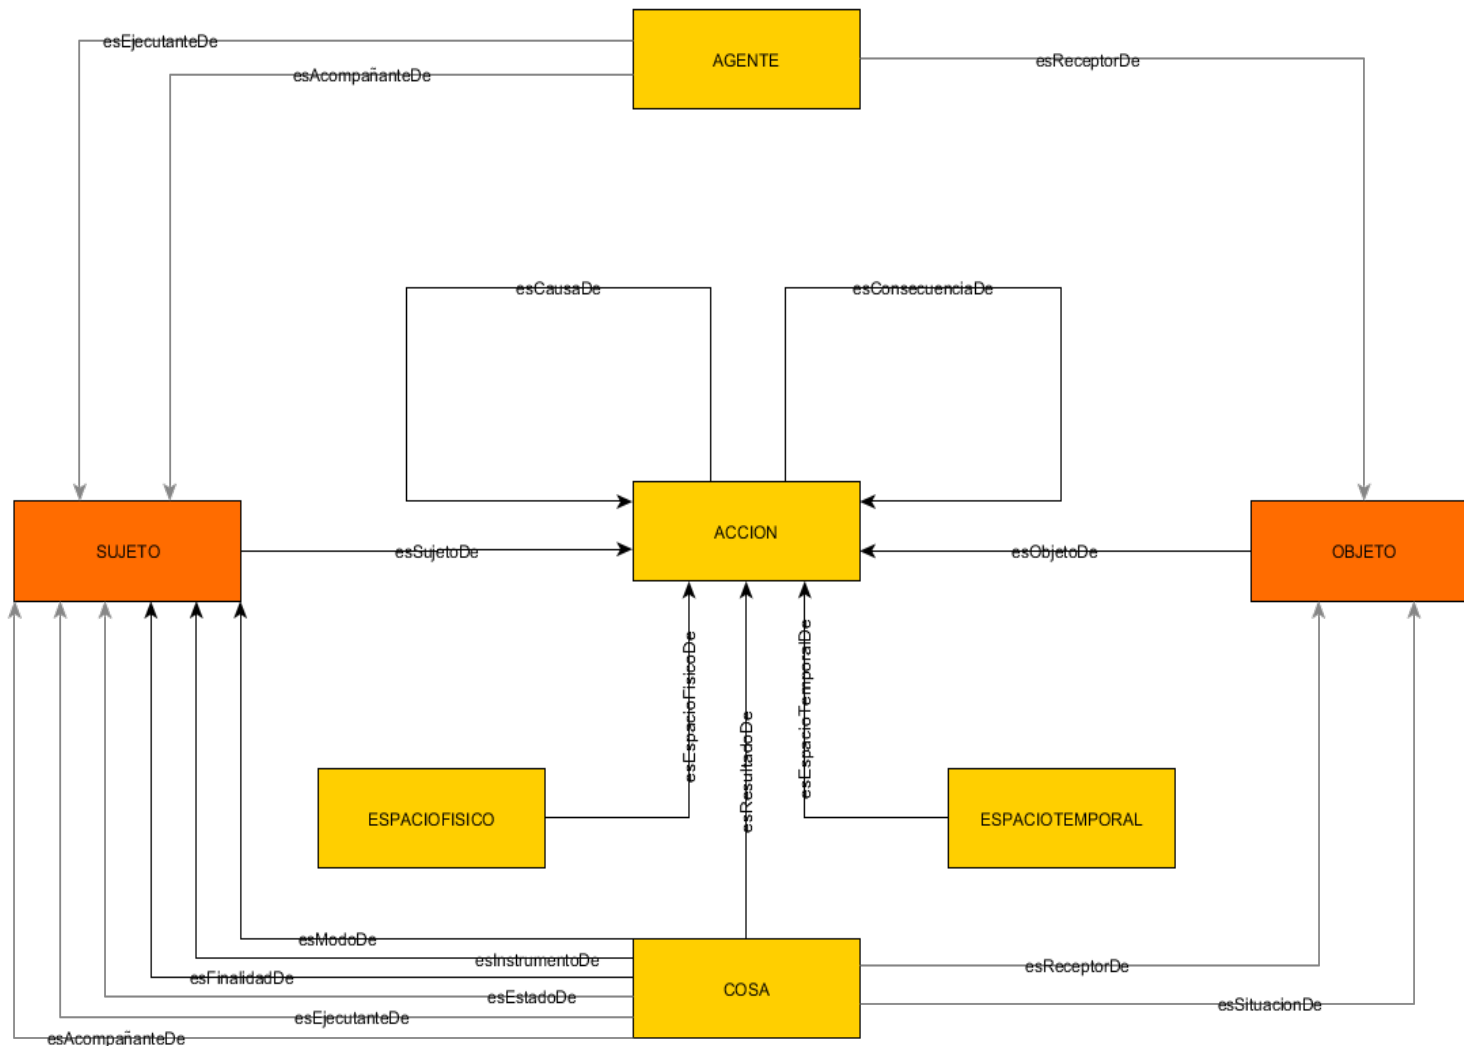 AGENTE
esEjecutanteDe
esAcompañanteDe
esReceptorDe
esCausaDe
esConsecuenciaDe
ACCION
SUJETO
esSujetoDe
esObjetoDe
OBJETO
esEspacioFisicoDe
esResultadoDe
esEspacioTemporalDe
ESPACIOFISICO
ESPACIOTEMPORAL
esModoDe
esInstrumentoDe
esFinalidadDe
esEstadoDe
esEjecutanteDe
esAcompañanteDe
COSA
esReceptorDe
esSituacionDe